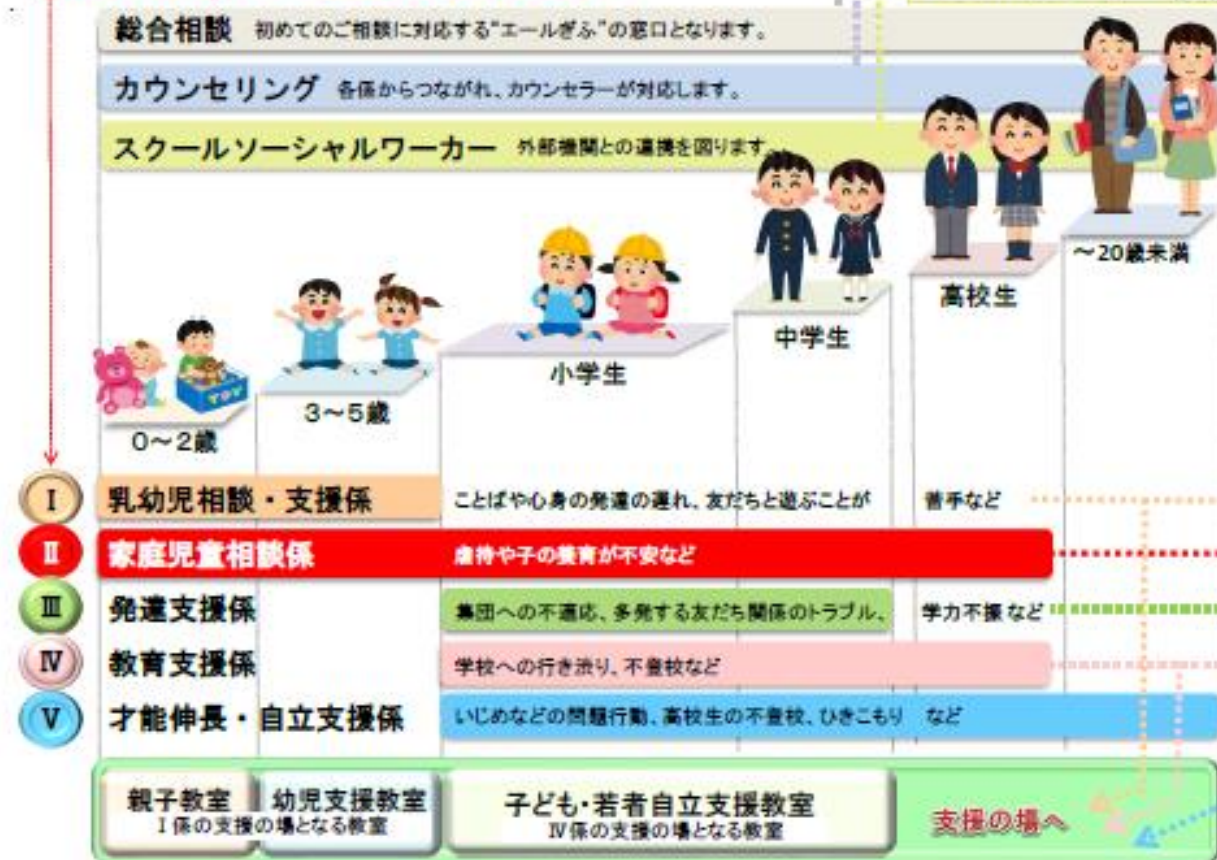 総合相談 初めてのご相談に対応する“エールぎふ”の窓口となります。
カウンセリング 各係からつながれ、カウンセラーが対応します。
スクールソーシャルワーカー 外部機関との連携を図ります。
～20歳未満
高校生
中学生
小学生
3～5歳
0～2歳
TOY
Ⅰ 乳幼児相談・支援係 ことばや心身の発達の遅れ、友だちと遊ぶことが 苦手など
Ⅱ 家庭児童相談係 虐待や子の養育が不安など
Ⅲ 発達支援係 集団への不適応、多発する友だち関係のトラブル、 学力不振など
Ⅳ 教育支援係 学校への行き渋り、不登校など
Ⅴ 才能伸長・自立支援係 いじめなどの問題行動、高校生の不登校、ひきこもり など
親子教室 幼児支援教室
Ⅰ係の支援の場となる教室
子ども・若者自立支援教室
Ⅳ係の支援の場となる教室
支援の場へ